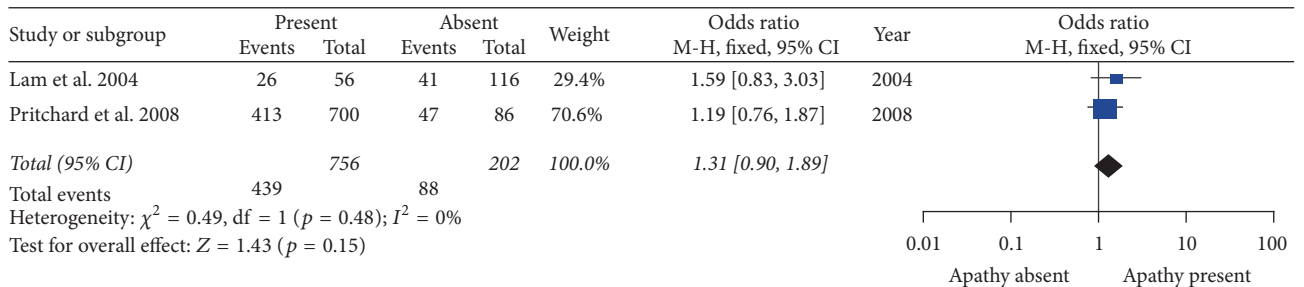 Study or subgroup Present Absent Weight Odds ratio Year Odds ratio
Events Total Events Total M-H, fixed, 95% CI M-H, fixed, 95% CI
Lam et al. 2004 26 56 41 116 29.4% 1.59 [0.83, 3.03] 2004
Pritchard et al. 2008 413 700 47 86 70.6% 1.19 [0.76, 1.87] 2008
Total (95% CI) 756 202 100.0% 1.31 [0.90, 1.89]
Total events 439 88
Heterogeneity: χ² = 0.49, df = 1 (p = 0.48); I² = 0%
Test for overall effect: Z = 1.43 (p = 0.15)
0.01 0.1 1 10 100
Apathy absent Apathy present